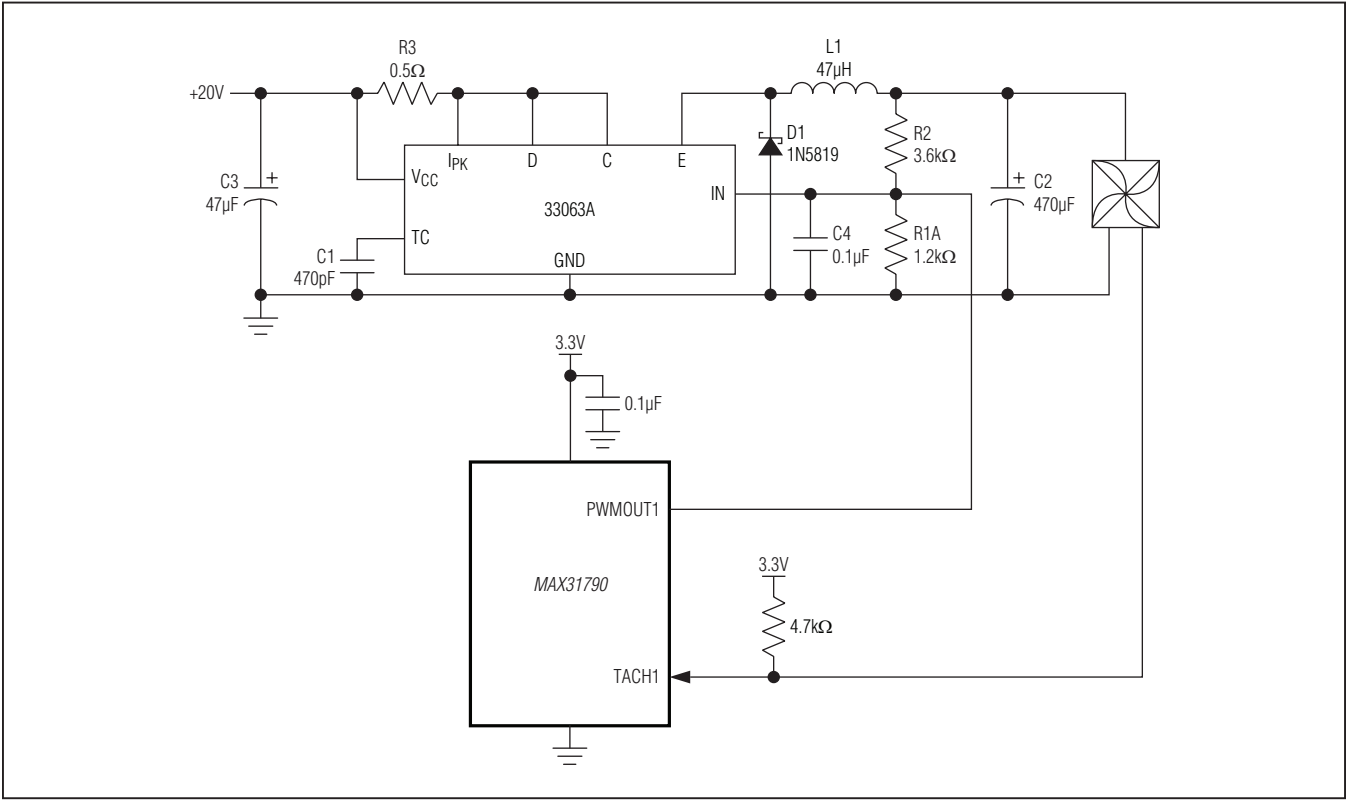 R3
0.5Ω
L1
47µH
+20V
D1
1N5819
R2
3.6kΩ
IPK
D
C
E
VCC
C3
+
47µF
IN
33063A
C2
+
470µF
TC
C4
0.1µF
R1A
1.2kΩ
C1
470pF
GND
3.3V
0.1µF
PWMOUT1
MAX31790
3.3V
4.7kΩ
TACH1